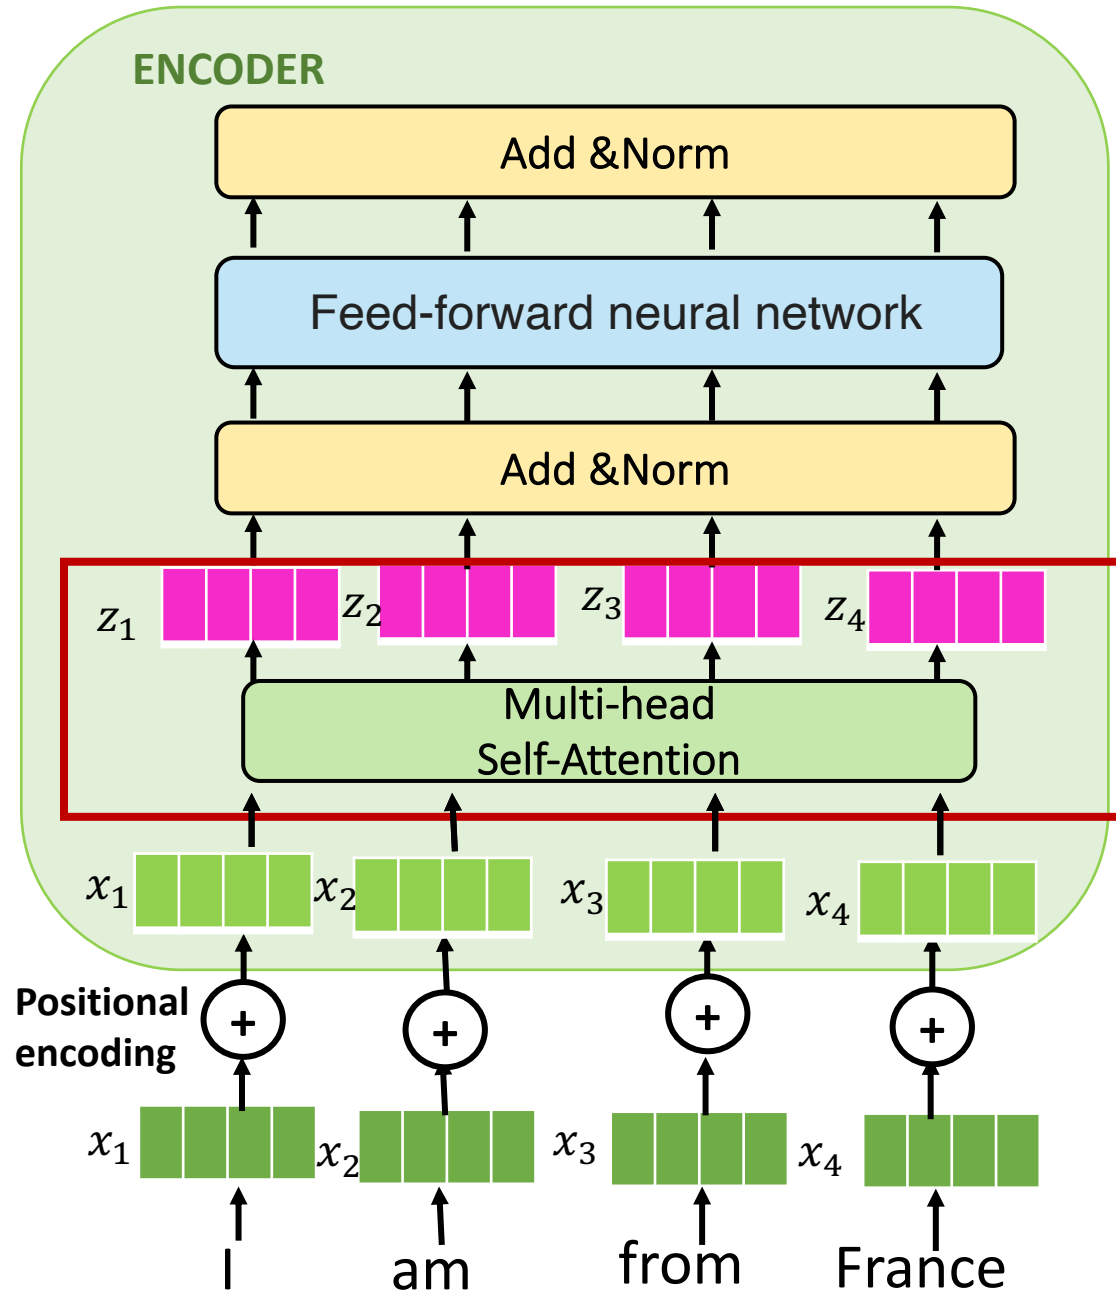 ENCODER
Add &Norm
Feed-forward neural network
Add &Norm
z₁ z₂ z₃ z₄
Multi-head
Self-Attention
x₁ x₂ x₃ x₄
Positional
encoding
+ + + +
x₁ x₂ x₃ x₄
I am from France